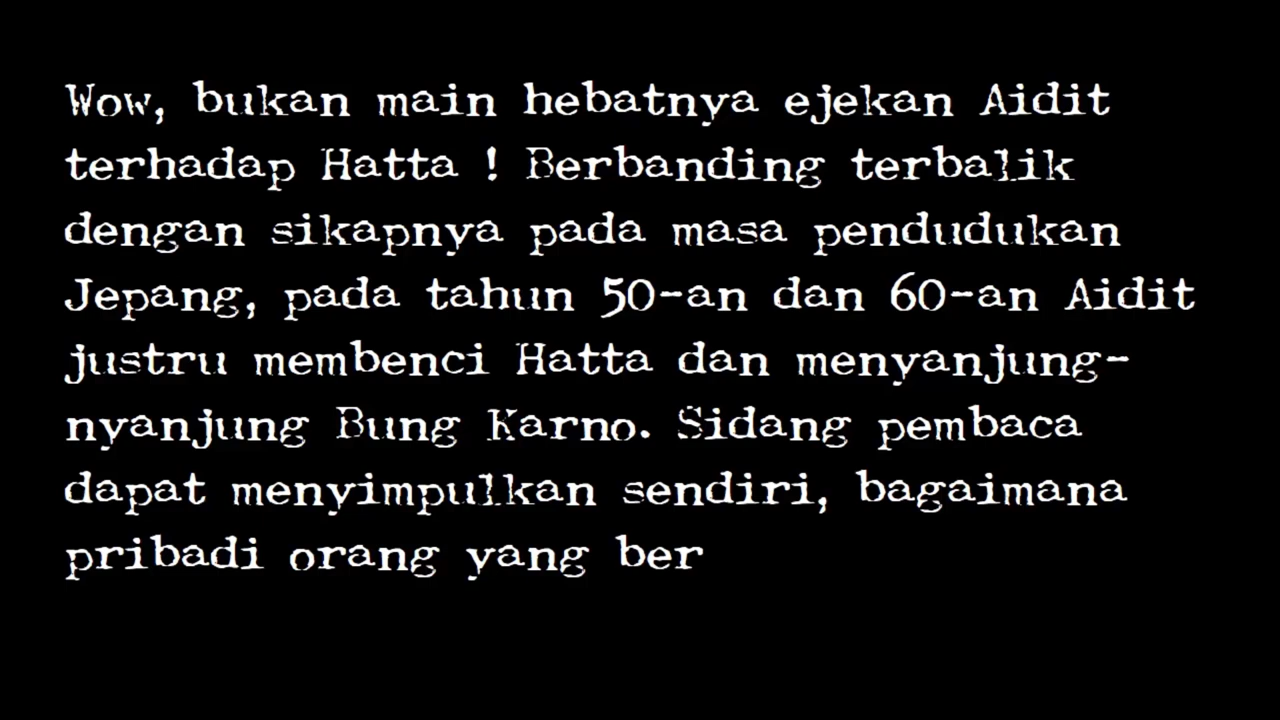 Wow, bukan main hebatnya ejekan Aidit
terhadap Hatta ! Berbanding terbalik
dengan sikapnya pada masa pendudukan
Jepang, pada tahun 50-an dan 60-an Aidit
justru membenci Hatta dan menyanjung-
nyanjung Bung Karno. Sidang pembaca
dapat menyimpulkan sendiri, bagaimana
pribadi orang yang ber